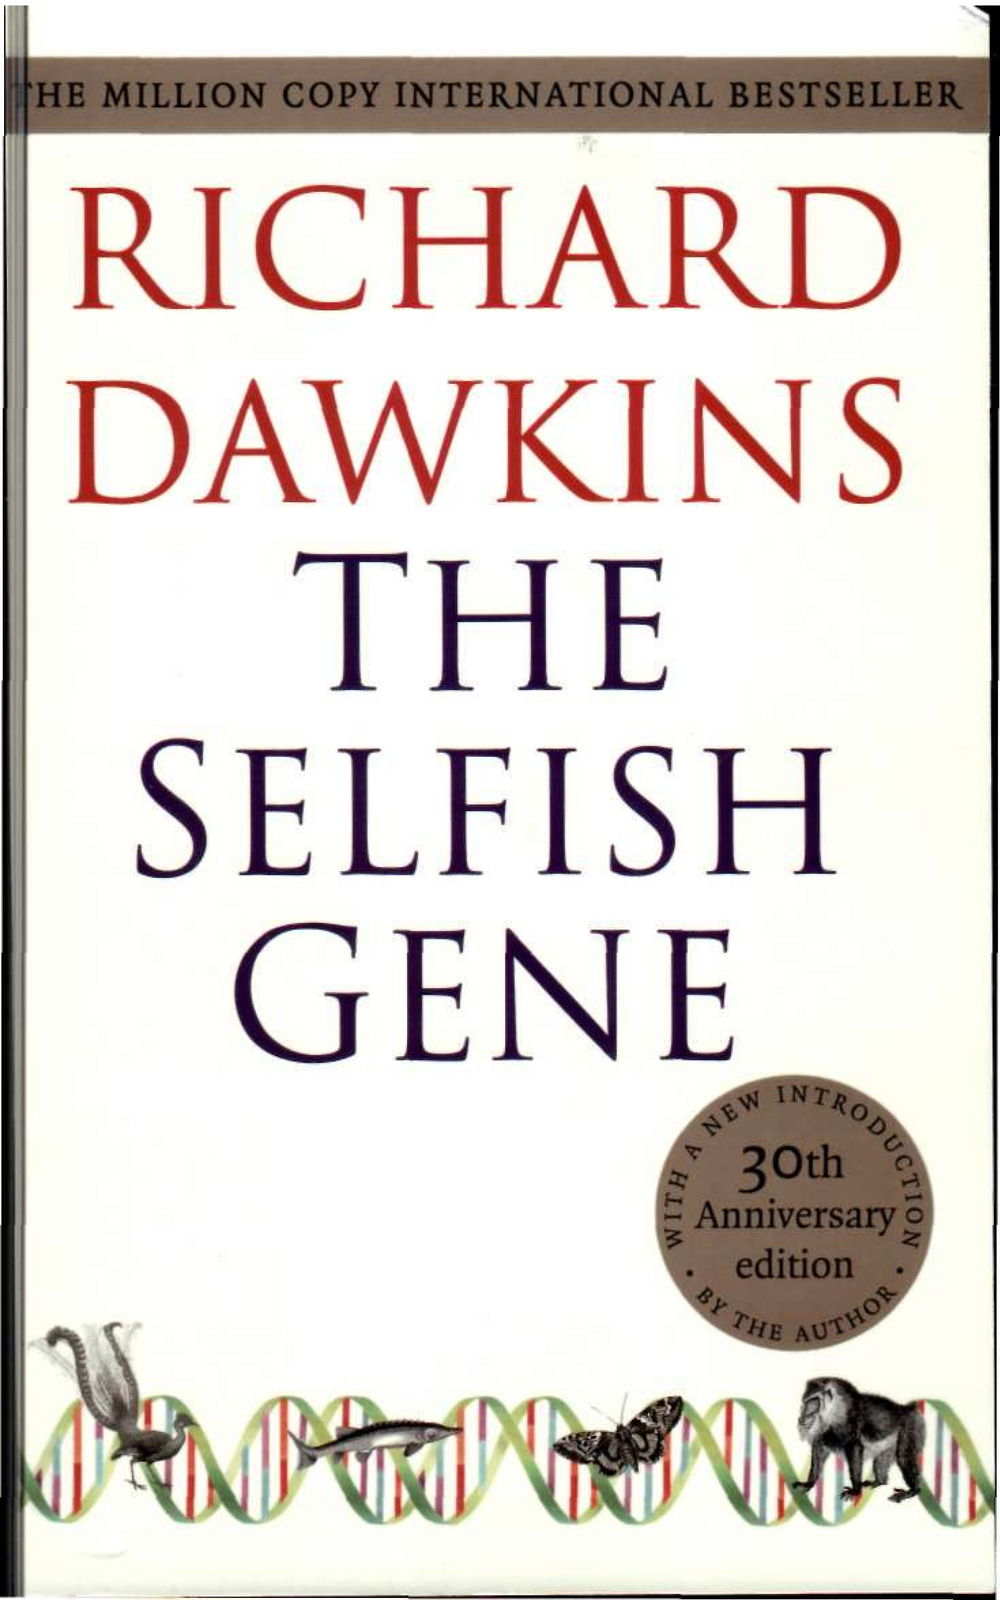 THE MILLION COPY INTERNATIONAL BESTSELLER
RICHARD
DAWKINS
THE
SELFISH
GENE
WITH A NEW INTRODUCTION
30th
Anniversary
edition
· BY THE AUTHOR ·